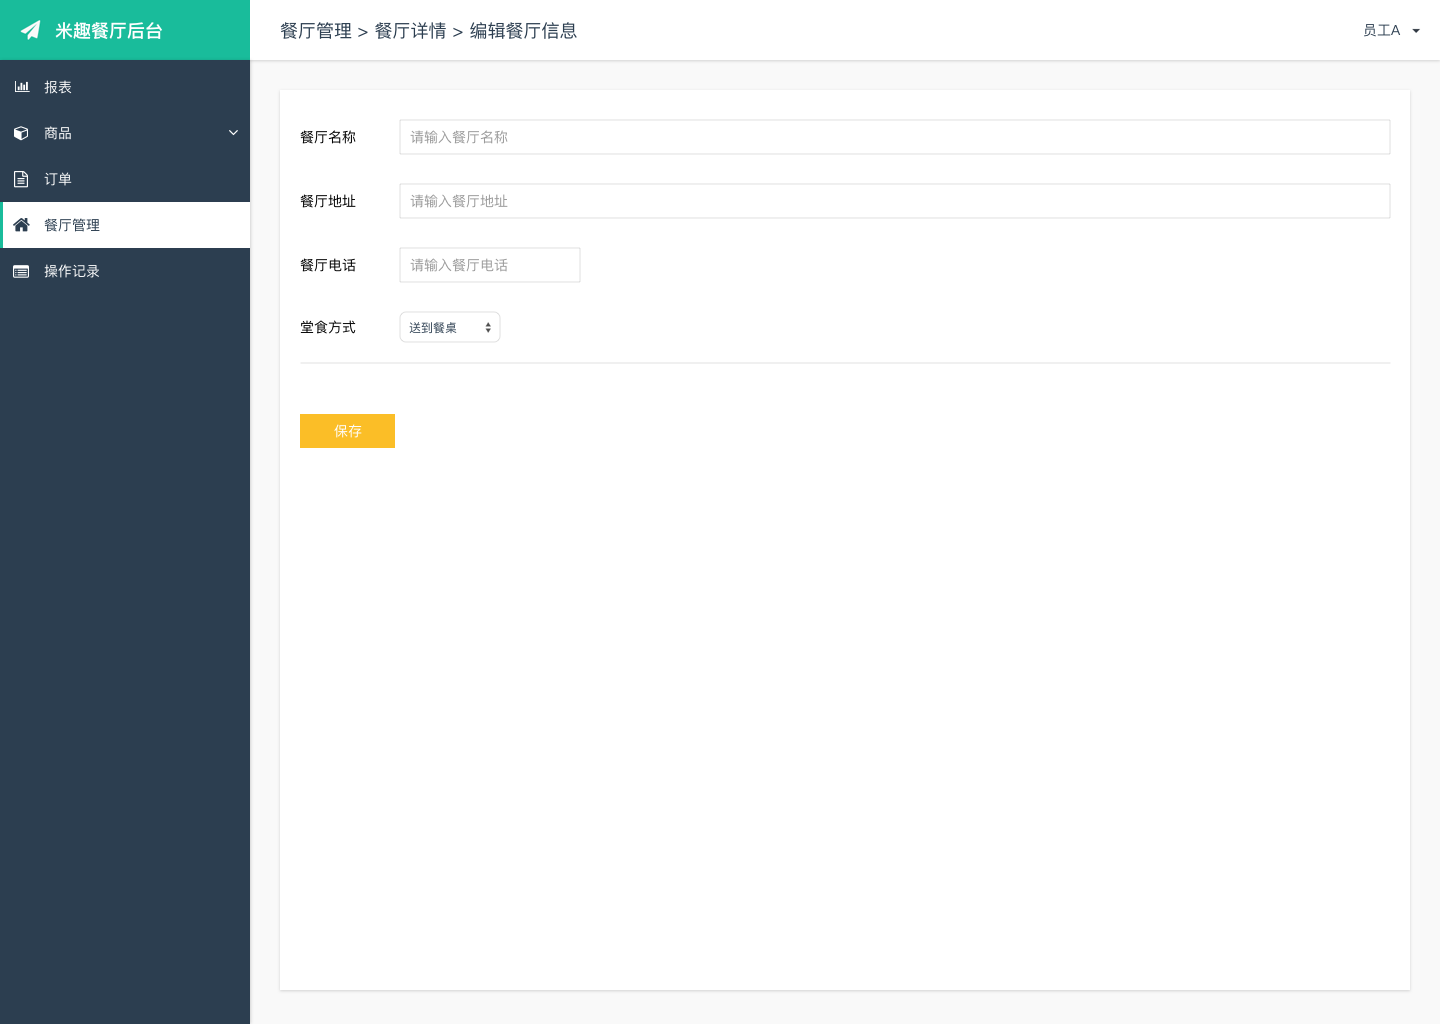 米趣餐厅后台
餐厅管理 > 餐厅详情 > 编辑餐厅信息
员工A
报表
商品
订单
餐厅管理
操作记录
餐厅名称
请输入餐厅名称
餐厅地址
请输入餐厅地址
餐厅电话
请输入餐厅电话
堂食方式
送到餐桌
保存